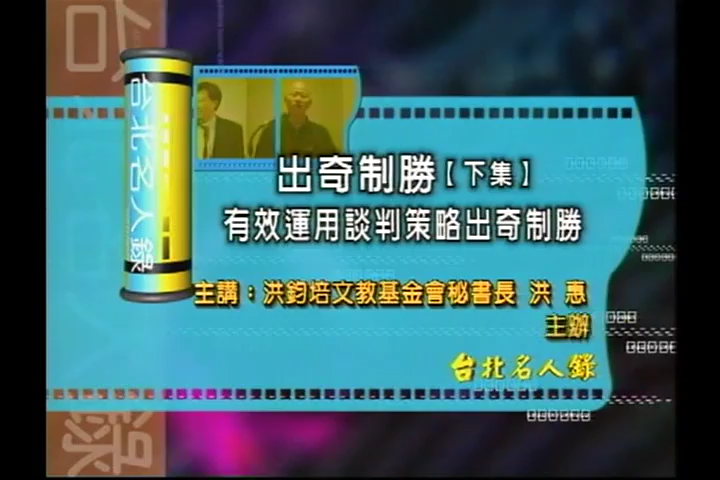 台北名人錄
出奇制勝【下集】
有效運用談判策略出奇制勝
主講：洪鈞培文教基金會秘書長 洪 惠
主辦
台北名人錄